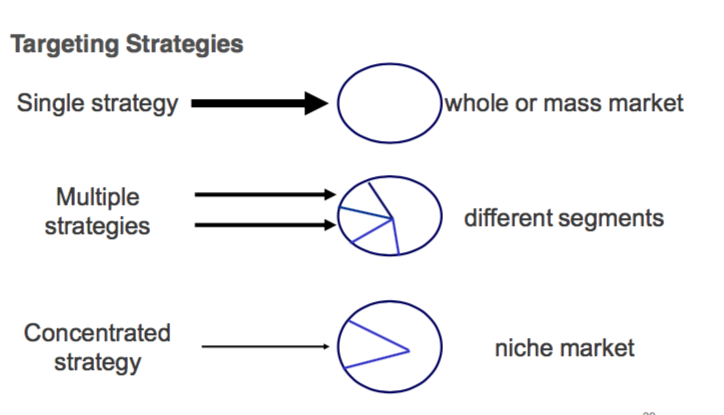 Targeting Strategies
Single strategy
whole or mass market
Multiple
strategies
different segments
Concentrated
strategy
niche market